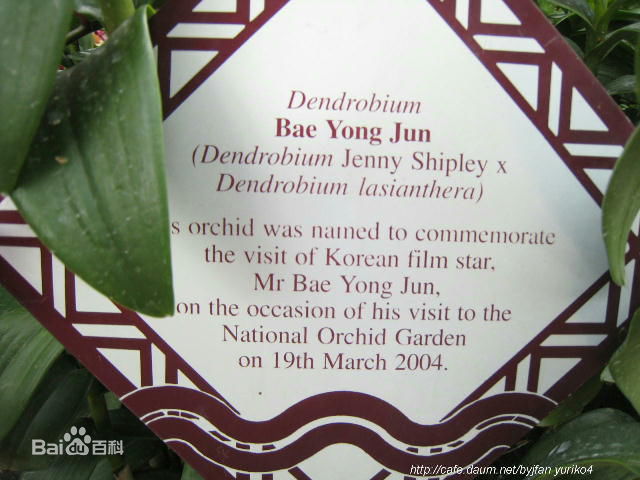 Dendrobium
Bae Yong Jun
(Dendrobium Jenny Shipley x
Dendrobium lasianthera)
s orchid was named to commemorate
the visit of Korean film star,
Mr Bae Yong Jun,
on the occasion of his visit to the
National Orchid Garden
on 19th March 2004.
Bai百科
http://cafe.daum.net/byjfan yuriko4